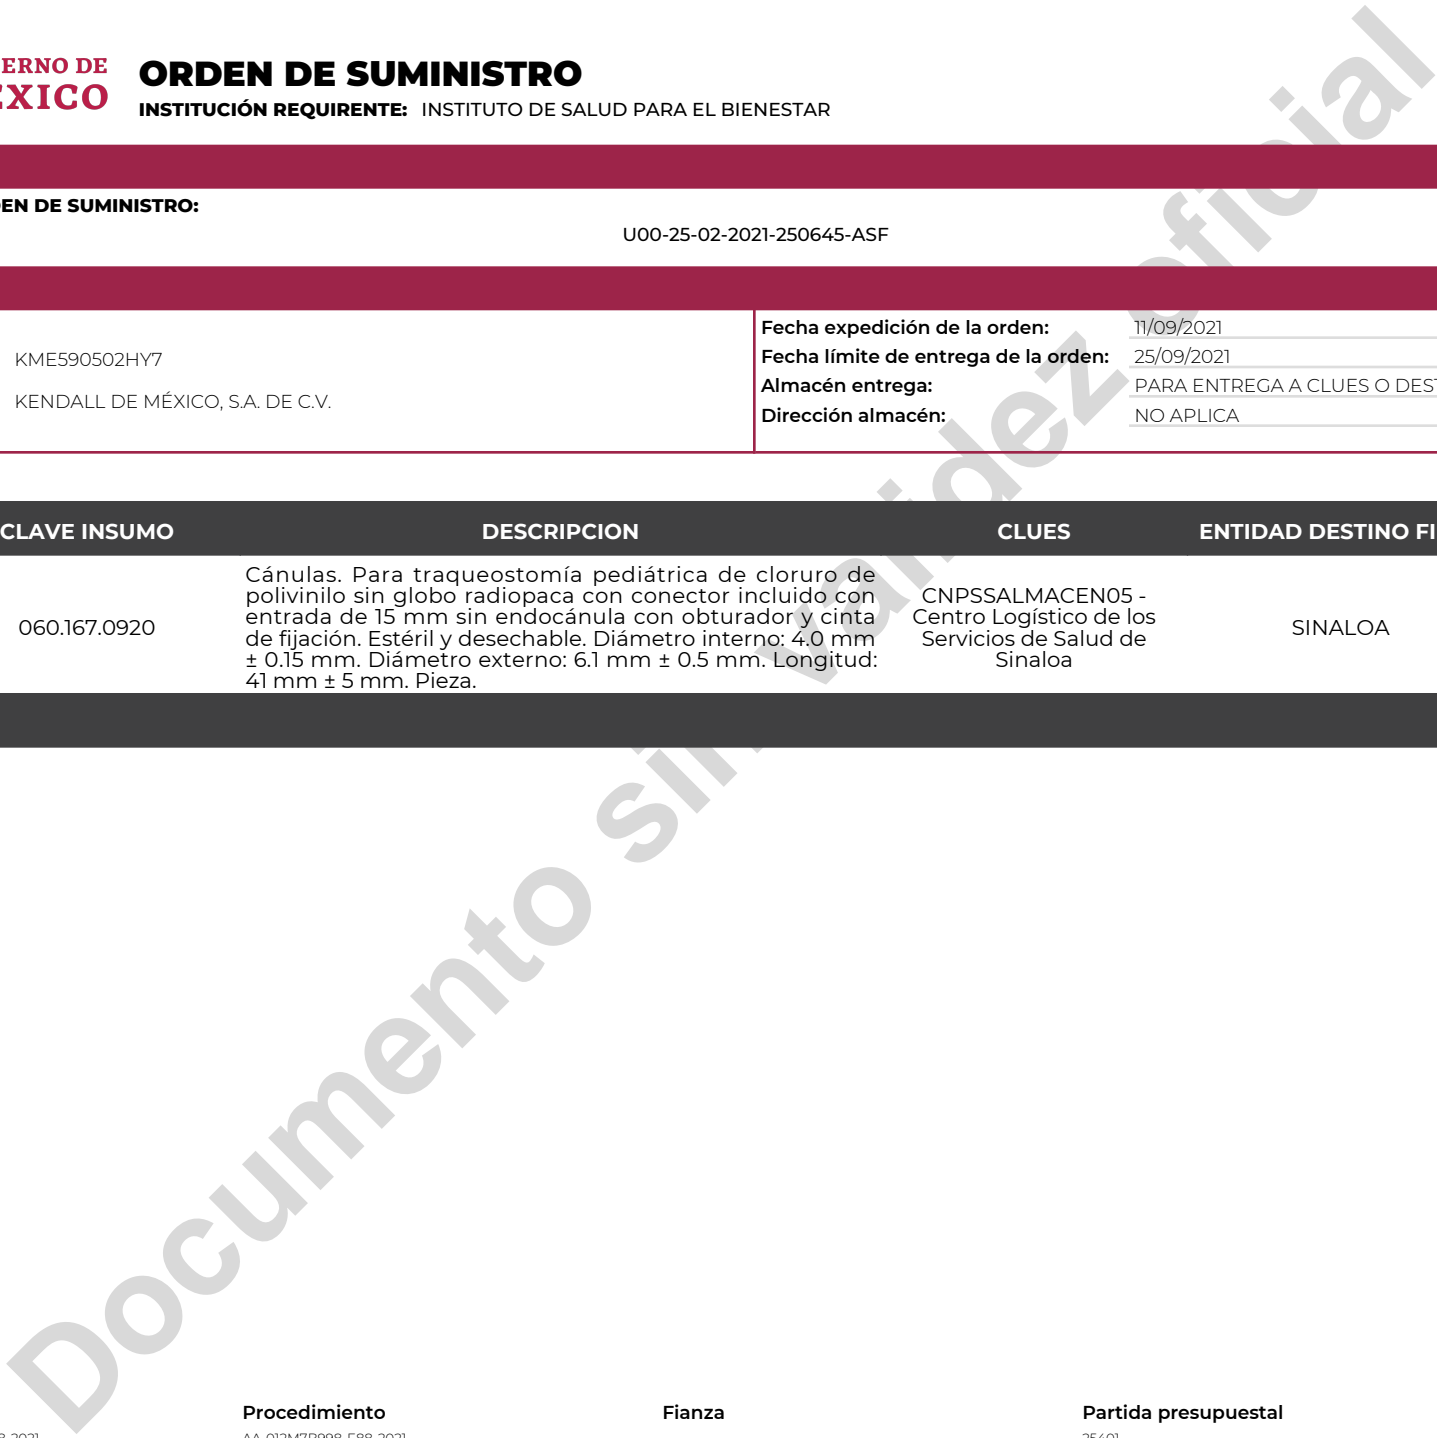 ERNO DE
ÉXICO
ORDEN DE SUMINISTRO
INSTITUCIÓN REQUIRENTE: INSTITUTO DE SALUD PARA EL BIENESTAR
EN DE SUMINISTRO:
U00-25-02-2021-250645-ASF
KME590502HY7
KENDALL DE MÉXICO, S.A. DE C.V.
Fecha expedición de la orden: 11/09/2021
Fecha límite de entrega de la orden: 25/09/2021
Almacén entrega: PARA ENTREGA A CLUES O DEST
Dirección almacén: NO APLICA
CLAVE INSUMO DESCRIPCION CLUES ENTIDAD DESTINO FI
060.167.0920
Cánulas. Para traqueostomía pediátrica de cloruro de
polivinilo sin globo radiopaca con conector incluido con
entrada de 15 mm sin endocánula con obturador y cinta
de fijación. Estéril y desechable. Diámetro interno: 4.0 mm
± 0.15 mm. Diámetro externo: 6.1 mm ± 0.5 mm. Longitud:
41 mm ± 5 mm. Pieza.
CNPSSALMACEN05 -
Centro Logístico de los
Servicios de Salud de
Sinaloa
SINALOA
Documento sin validez oficial
Procedimiento Fianza Partida presupuestal